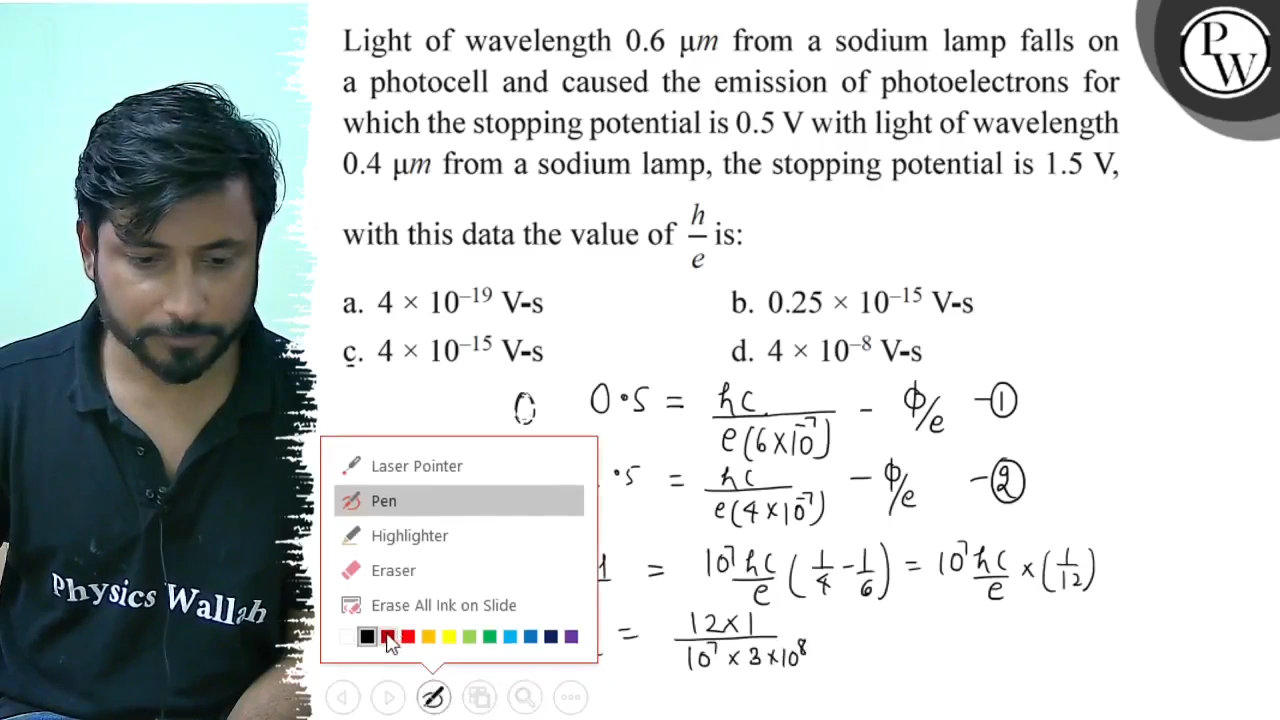 Light of wavelength 0.6 μm from a sodium lamp falls on
a photocell and caused the emission of photoelectrons for
which the stopping potential is 0.5 V with light of wavelength
0.4 μm from a sodium lamp, the stopping potential is 1.5 V,
with this data the value of h/e is:
a. 4 × 10⁻¹⁹ V-s b. 0.25 × 10⁻¹⁵ V-s
c. 4 × 10⁻¹⁵ V-s d. 4 × 10⁻⁸ V-s
0 0.5 = hc/e(6×10⁻⁷) - ϕ/e -①
.5 = hc/e(4×10⁻⁷) - ϕ/e -②
1 = 10⁷hc/e (1/4 - 1/6) = 10⁷hc/e × (1/12)
= 12×1/10⁷×3×10⁸
Laser Pointer
Pen
Highlighter
Eraser
Erase All Ink on Slide
Physics Wallah
PW